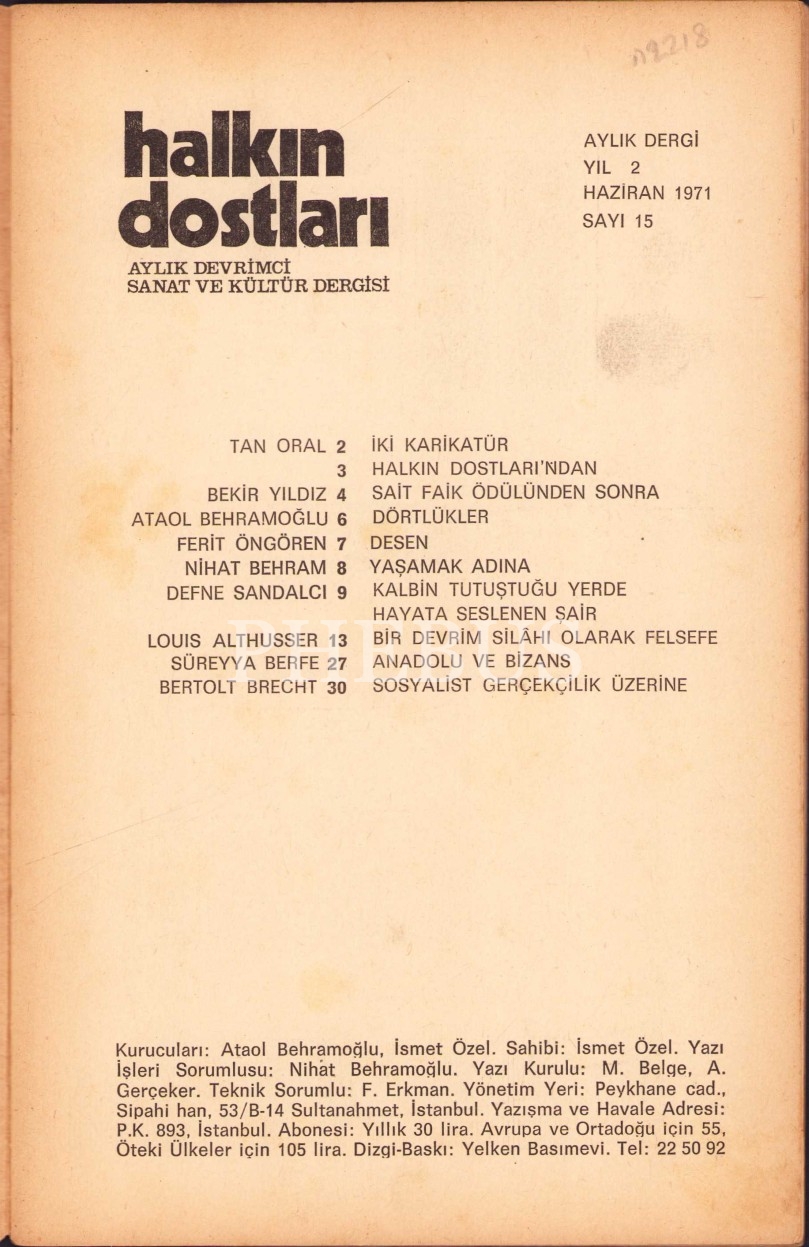 n2218
halkın
dostları
AYLIK DEVRİMCİ
SANAT VE KÜLTÜR DERGİSİ
AYLIK DERGİ
YIL 2
HAZİRAN 1971
SAYI 15
TAN ORAL 2 İKİ KARİKATÜR
3 HALKIN DOSTLARI'NDAN
BEKİR YILDIZ 4 SAİT FAİK ÖDÜLÜNDEN SONRA
ATAOL BEHRAMOĞLU 6 DÖRTLÜKLER
FERİT ÖNGÖREN 7 DESEN
NİHAT BEHRAM 8 YAŞAMAK ADINA
DEFNE SANDALCI 9 KALBİN TUTUŞTUĞU YERDE
HAYATA SESLENEN ŞAİR
LOUIS ALTHUSSER 13 BİR DEVRİM SİLÂHI OLARAK FELSEFE
SÜREYYA BERFE 27 ANADOLU VE BİZANS
BERTOLT BRECHT 30 SOSYALİST GERÇEKÇİLİK ÜZERİNE
PHEBUS
Kurucuları: Ataol Behramoğlu, İsmet Özel. Sahibi: İsmet Özel. Yazı
İşleri Sorumlusu: Nihat Behramoğlu. Yazı Kurulu: M. Belge, A.
Gerçeker. Teknik Sorumlu: F. Erkman. Yönetim Yeri: Peykhane cad.,
Sipahi han, 53/B-14 Sultanahmet, İstanbul. Yazışma ve Havale Adresi:
P.K. 893, İstanbul. Abonesi: Yıllık 30 lira. Avrupa ve Ortadoğu için 55,
Öteki Ülkeler için 105 lira. Dizgi-Baskı: Yelken Basımevi. Tel: 22 50 92